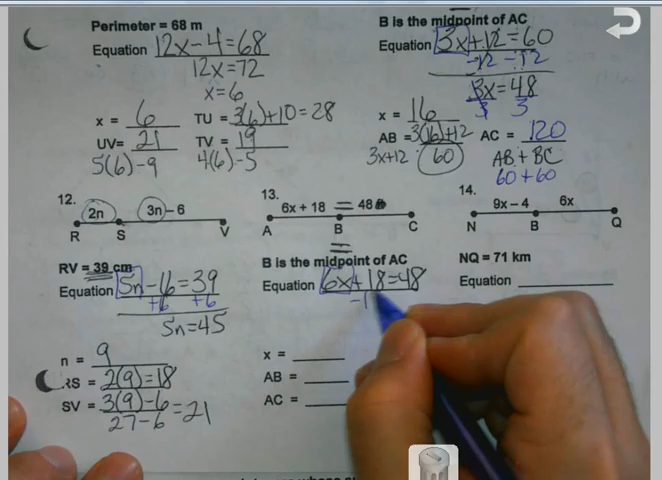 Perimeter = 68 m
Equation 12x-4=68
12x=72
x=6
x = 6
TU= 3(6)+10=28
UV= 21
TV = 19
5(6)-9
4(6)-5
B is the midpoint of AC
Equation 3x+12=60
-12 -12
3x=48
3 3
x = 16
AB = 3(16)+12
AC = 120
3x+12
60
AB+BC
60+60
12.
2n 3n - 6
R S V
RV = 39 cm
Equation 5n-6=39
+6 +6
5n=45
n = 9
RS = 2(9)=18
SV = 3(9)-6=21
27-6
13.
6x + 18 = 48
A B C
=
B is the midpoint of AC
Equation 6x+18=48
-1
x =
AB =
AC =
14.
9x - 4 6x
N B Q
NQ = 71 km
Equation